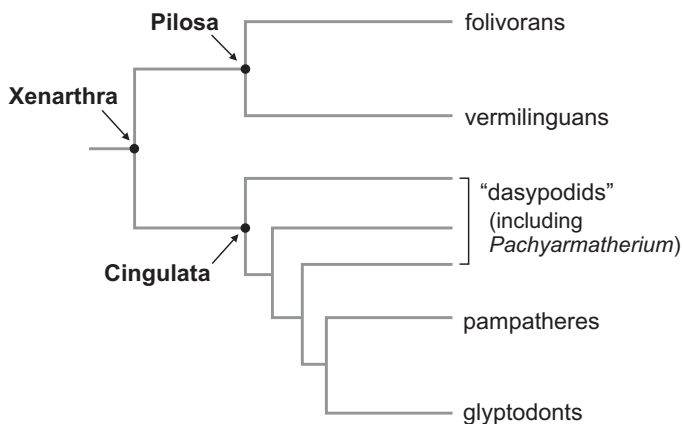 Pilosa
folivorans
Xenarthra
vermilinguans
“dasypodids”
(including
Pachyarmatherium)
Cingulata
pampatheres
glyptodonts